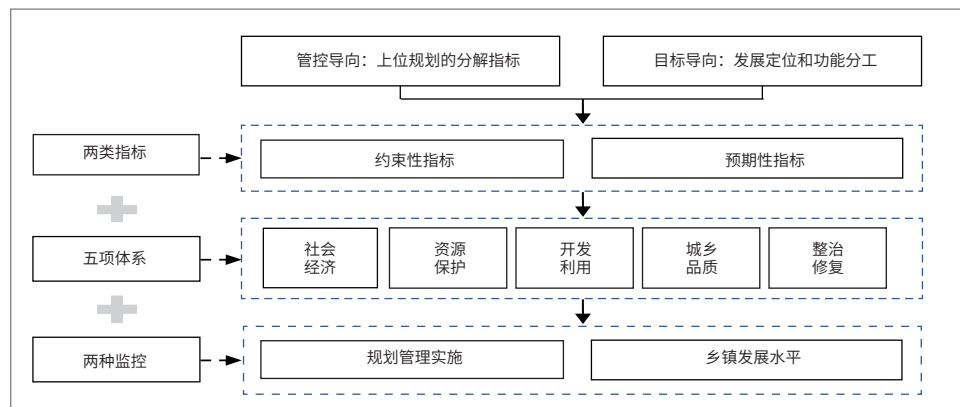 管控导向：上位规划的分解指标
目标导向：发展定位和功能分工
两类指标
约束性指标
预期性指标
五项体系
社会
经济
资源
保护
开发
利用
城乡
品质
整治
修复
两种监控
规划管理实施
乡镇发展水平